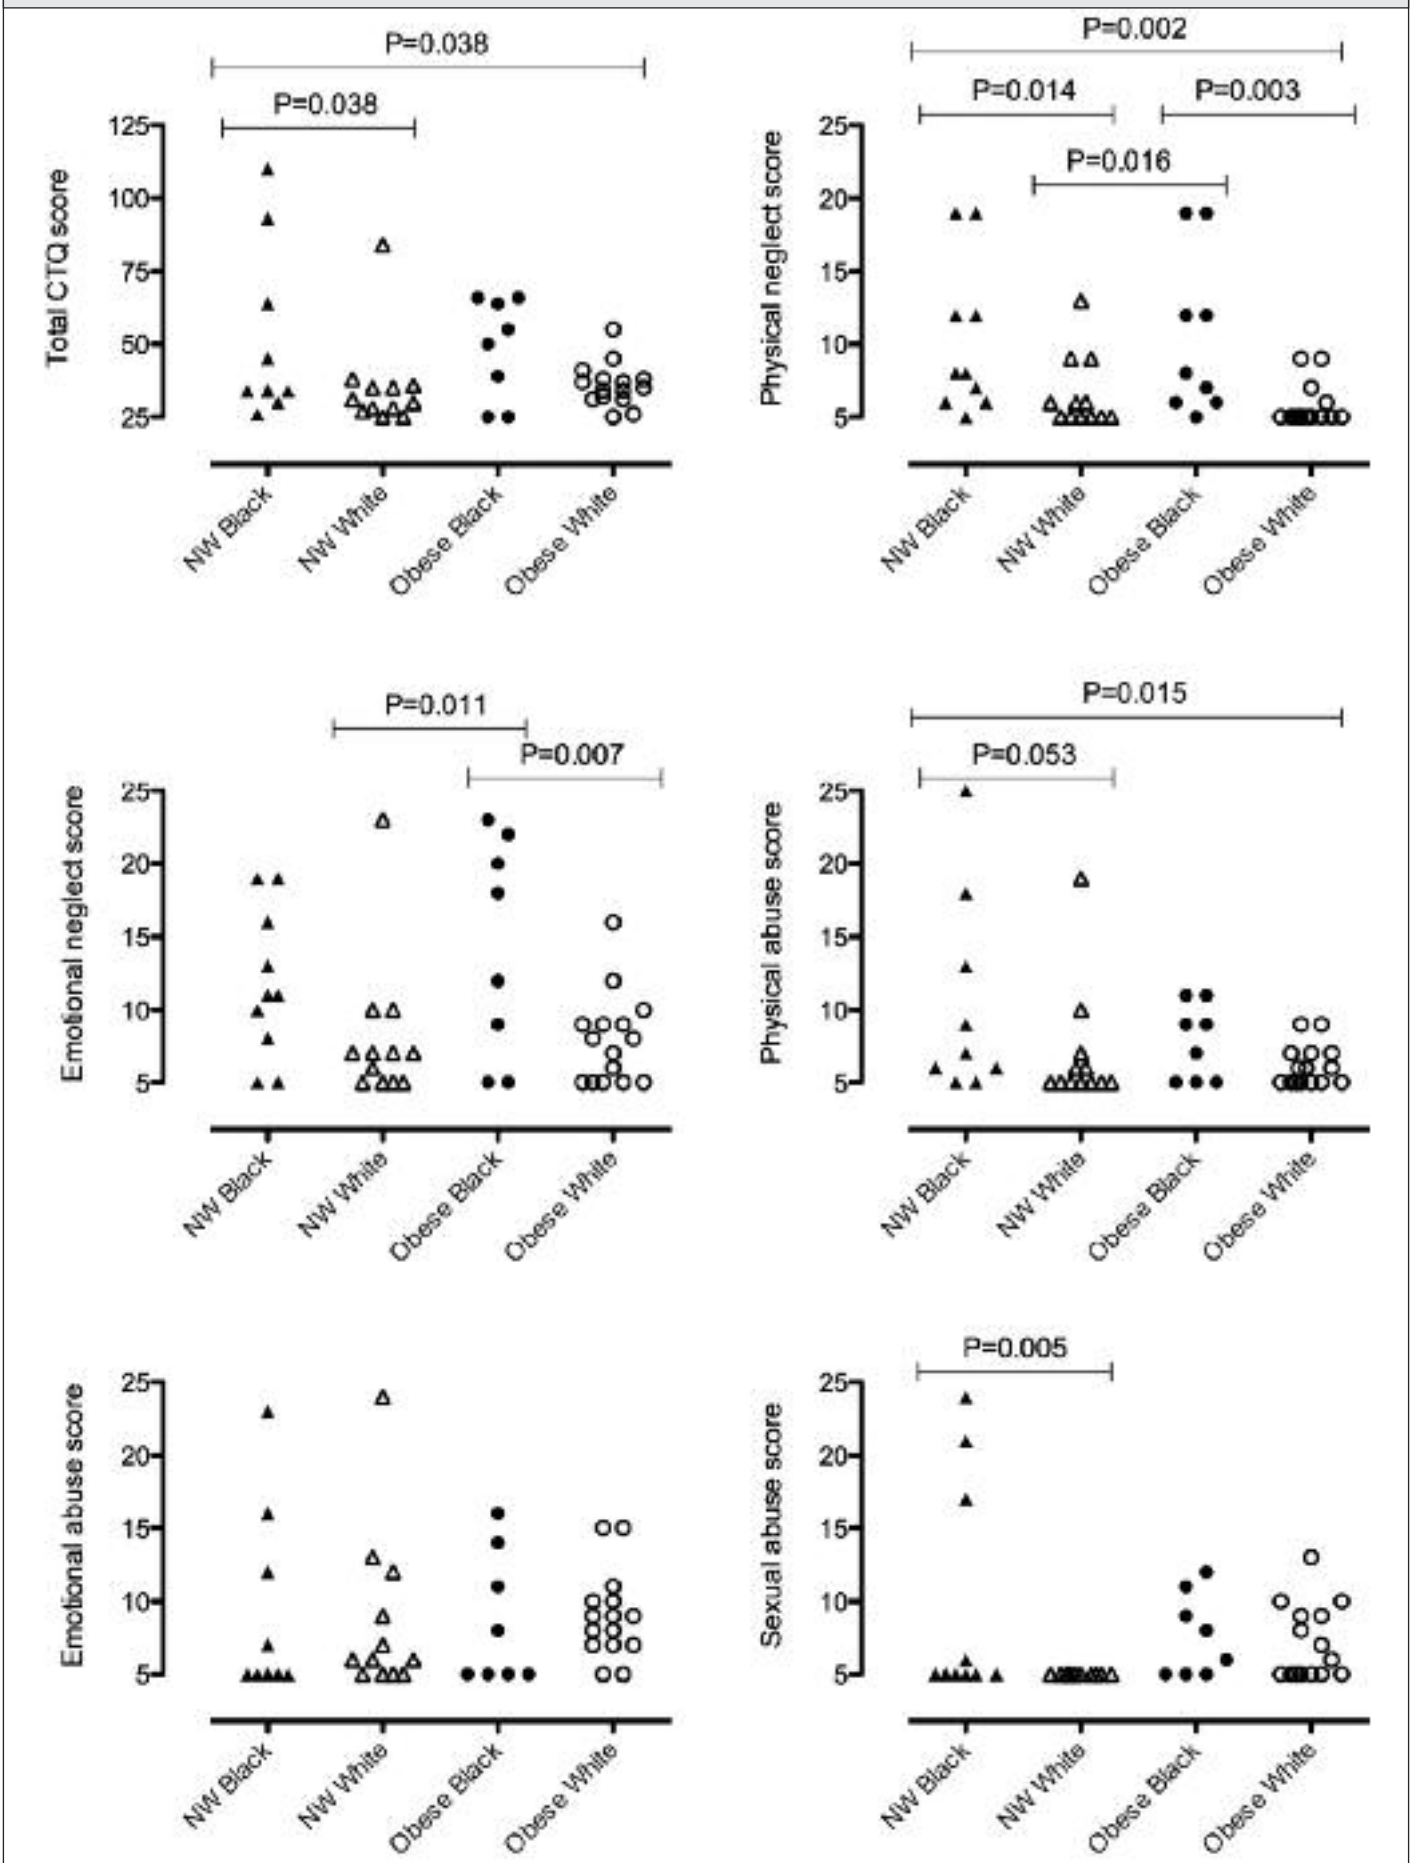 P=0.038
P=0.038
Total CTQ score
125
100
75
50
25
NW Black
NW White
Obese Black
Obese White
P=0.002
P=0.014
P=0.003
P=0.016
Physical neglect score
25
20
15
10
5
NW Black
NW White
Obese Black
Obese White
P=0.011
P=0.007
Emotional neglect score
25
20
15
10
5
NW Black
NW White
Obese Black
Obese White
P=0.015
P=0.053
Physical abuse score
25
20
15
10
5
NW Black
NW White
Obese Black
Obese White
Emotional abuse score
25
20
15
10
5
NW Black
NW White
Obese Black
Obese White
P=0.005
Sexual abuse score
25
20
15
10
5
NW Black
NW White
Obese Black
Obese White